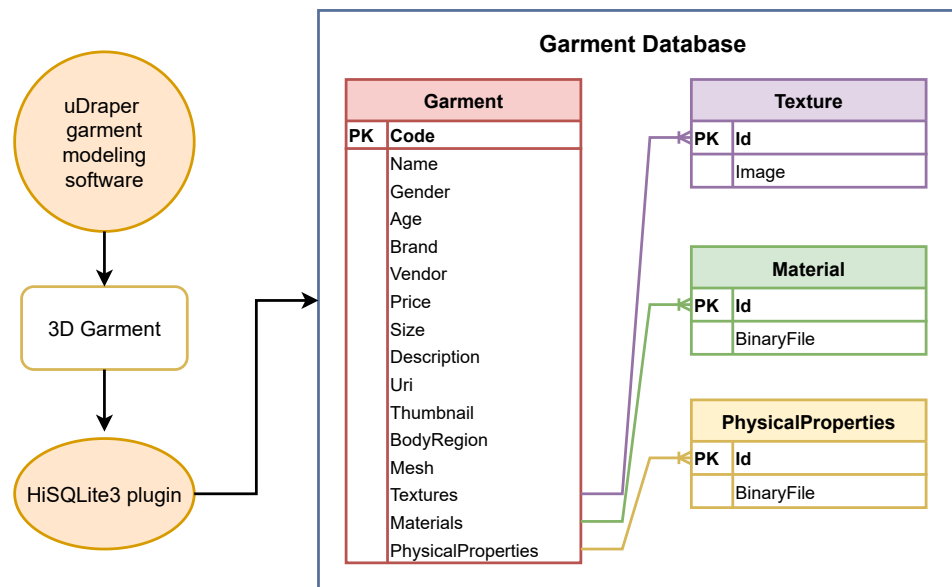 uDraper
garment
modeling
software
3D Garment
HiSQLite3 plugin
Garment Database
Garment
PK Code
Name
Gender
Age
Brand
Vendor
Price
Size
Description
Uri
Thumbnail
BodyRegion
Mesh
Textures
Materials
PhysicalProperties
Texture
PK Id
Image
Material
PK Id
BinaryFile
PhysicalProperties
PK Id
BinaryFile